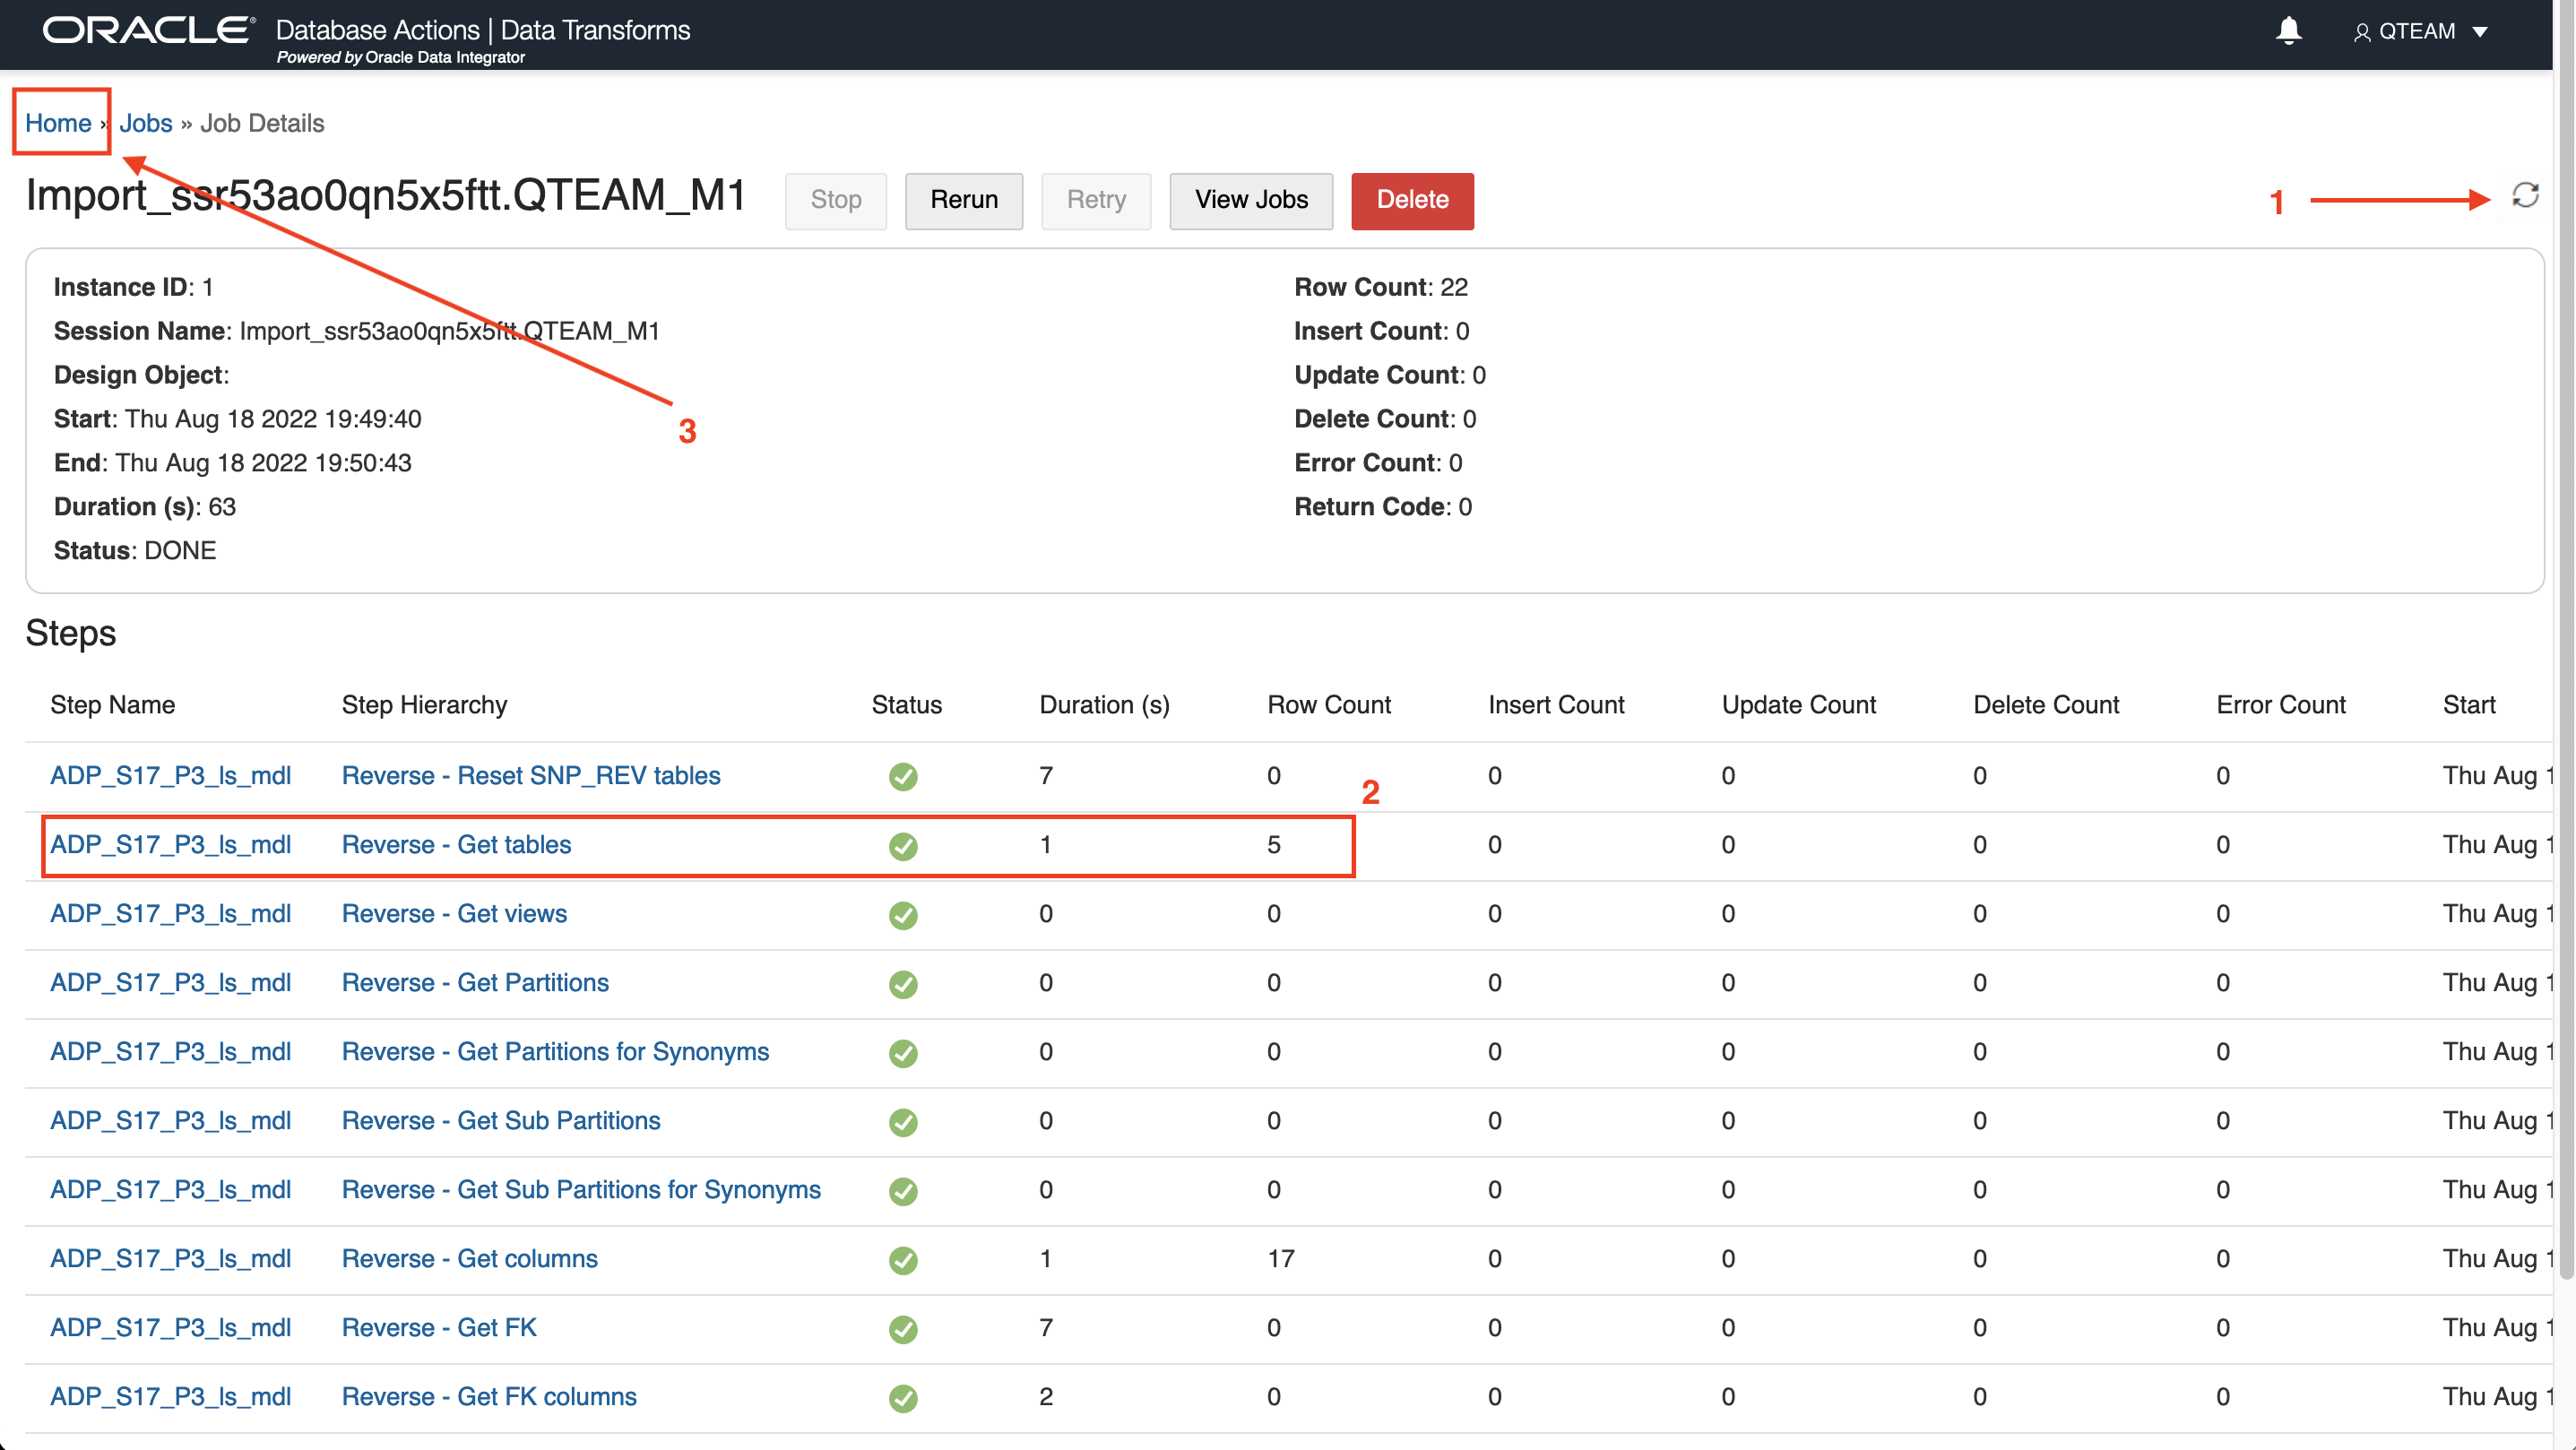 ORACLE® Database Actions | Data Transforms
Powered by Oracle Data Integrator
QTEAM
Home » Jobs » Job Details
Import_ssr53ao0qn5x5ftt.QTEAM_M1 Stop Rerun Retry View Jobs Delete 1
Instance ID: 1 Row Count: 22
Session Name: Import_ssr53ao0qn5x5ftt.QTEAM_M1 Insert Count: 0
Design Object: Update Count: 0
Start: Thu Aug 18 2022 19:49:40 Delete Count: 0
3
End: Thu Aug 18 2022 19:50:43 Error Count: 0
Duration (s): 63 Return Code: 0
Status: DONE
Steps
Step Name Step Hierarchy Status Duration (s) Row Count Insert Count Update Count Delete Count Error Count Start
ADP_S17_P3_ls_mdl Reverse - Reset SNP_REV tables 7 0 0 0 0 0 Thu Aug 1
2
ADP_S17_P3_ls_mdl Reverse - Get tables 1 5 0 0 0 0 Thu Aug 1
ADP_S17_P3_ls_mdl Reverse - Get views 0 0 0 0 0 0 Thu Aug 1
ADP_S17_P3_ls_mdl Reverse - Get Partitions 0 0 0 0 0 0 Thu Aug 1
ADP_S17_P3_ls_mdl Reverse - Get Partitions for Synonyms 0 0 0 0 0 0 Thu Aug 1
ADP_S17_P3_ls_mdl Reverse - Get Sub Partitions 0 0 0 0 0 0 Thu Aug 1
ADP_S17_P3_ls_mdl Reverse - Get Sub Partitions for Synonyms 0 0 0 0 0 0 Thu Aug 1
ADP_S17_P3_ls_mdl Reverse - Get columns 1 17 0 0 0 0 Thu Aug 1
ADP_S17_P3_ls_mdl Reverse - Get FK 7 0 0 0 0 0 Thu Aug 1
ADP_S17_P3_ls_mdl Reverse - Get FK columns 2 0 0 0 0 0 Thu Aug 1